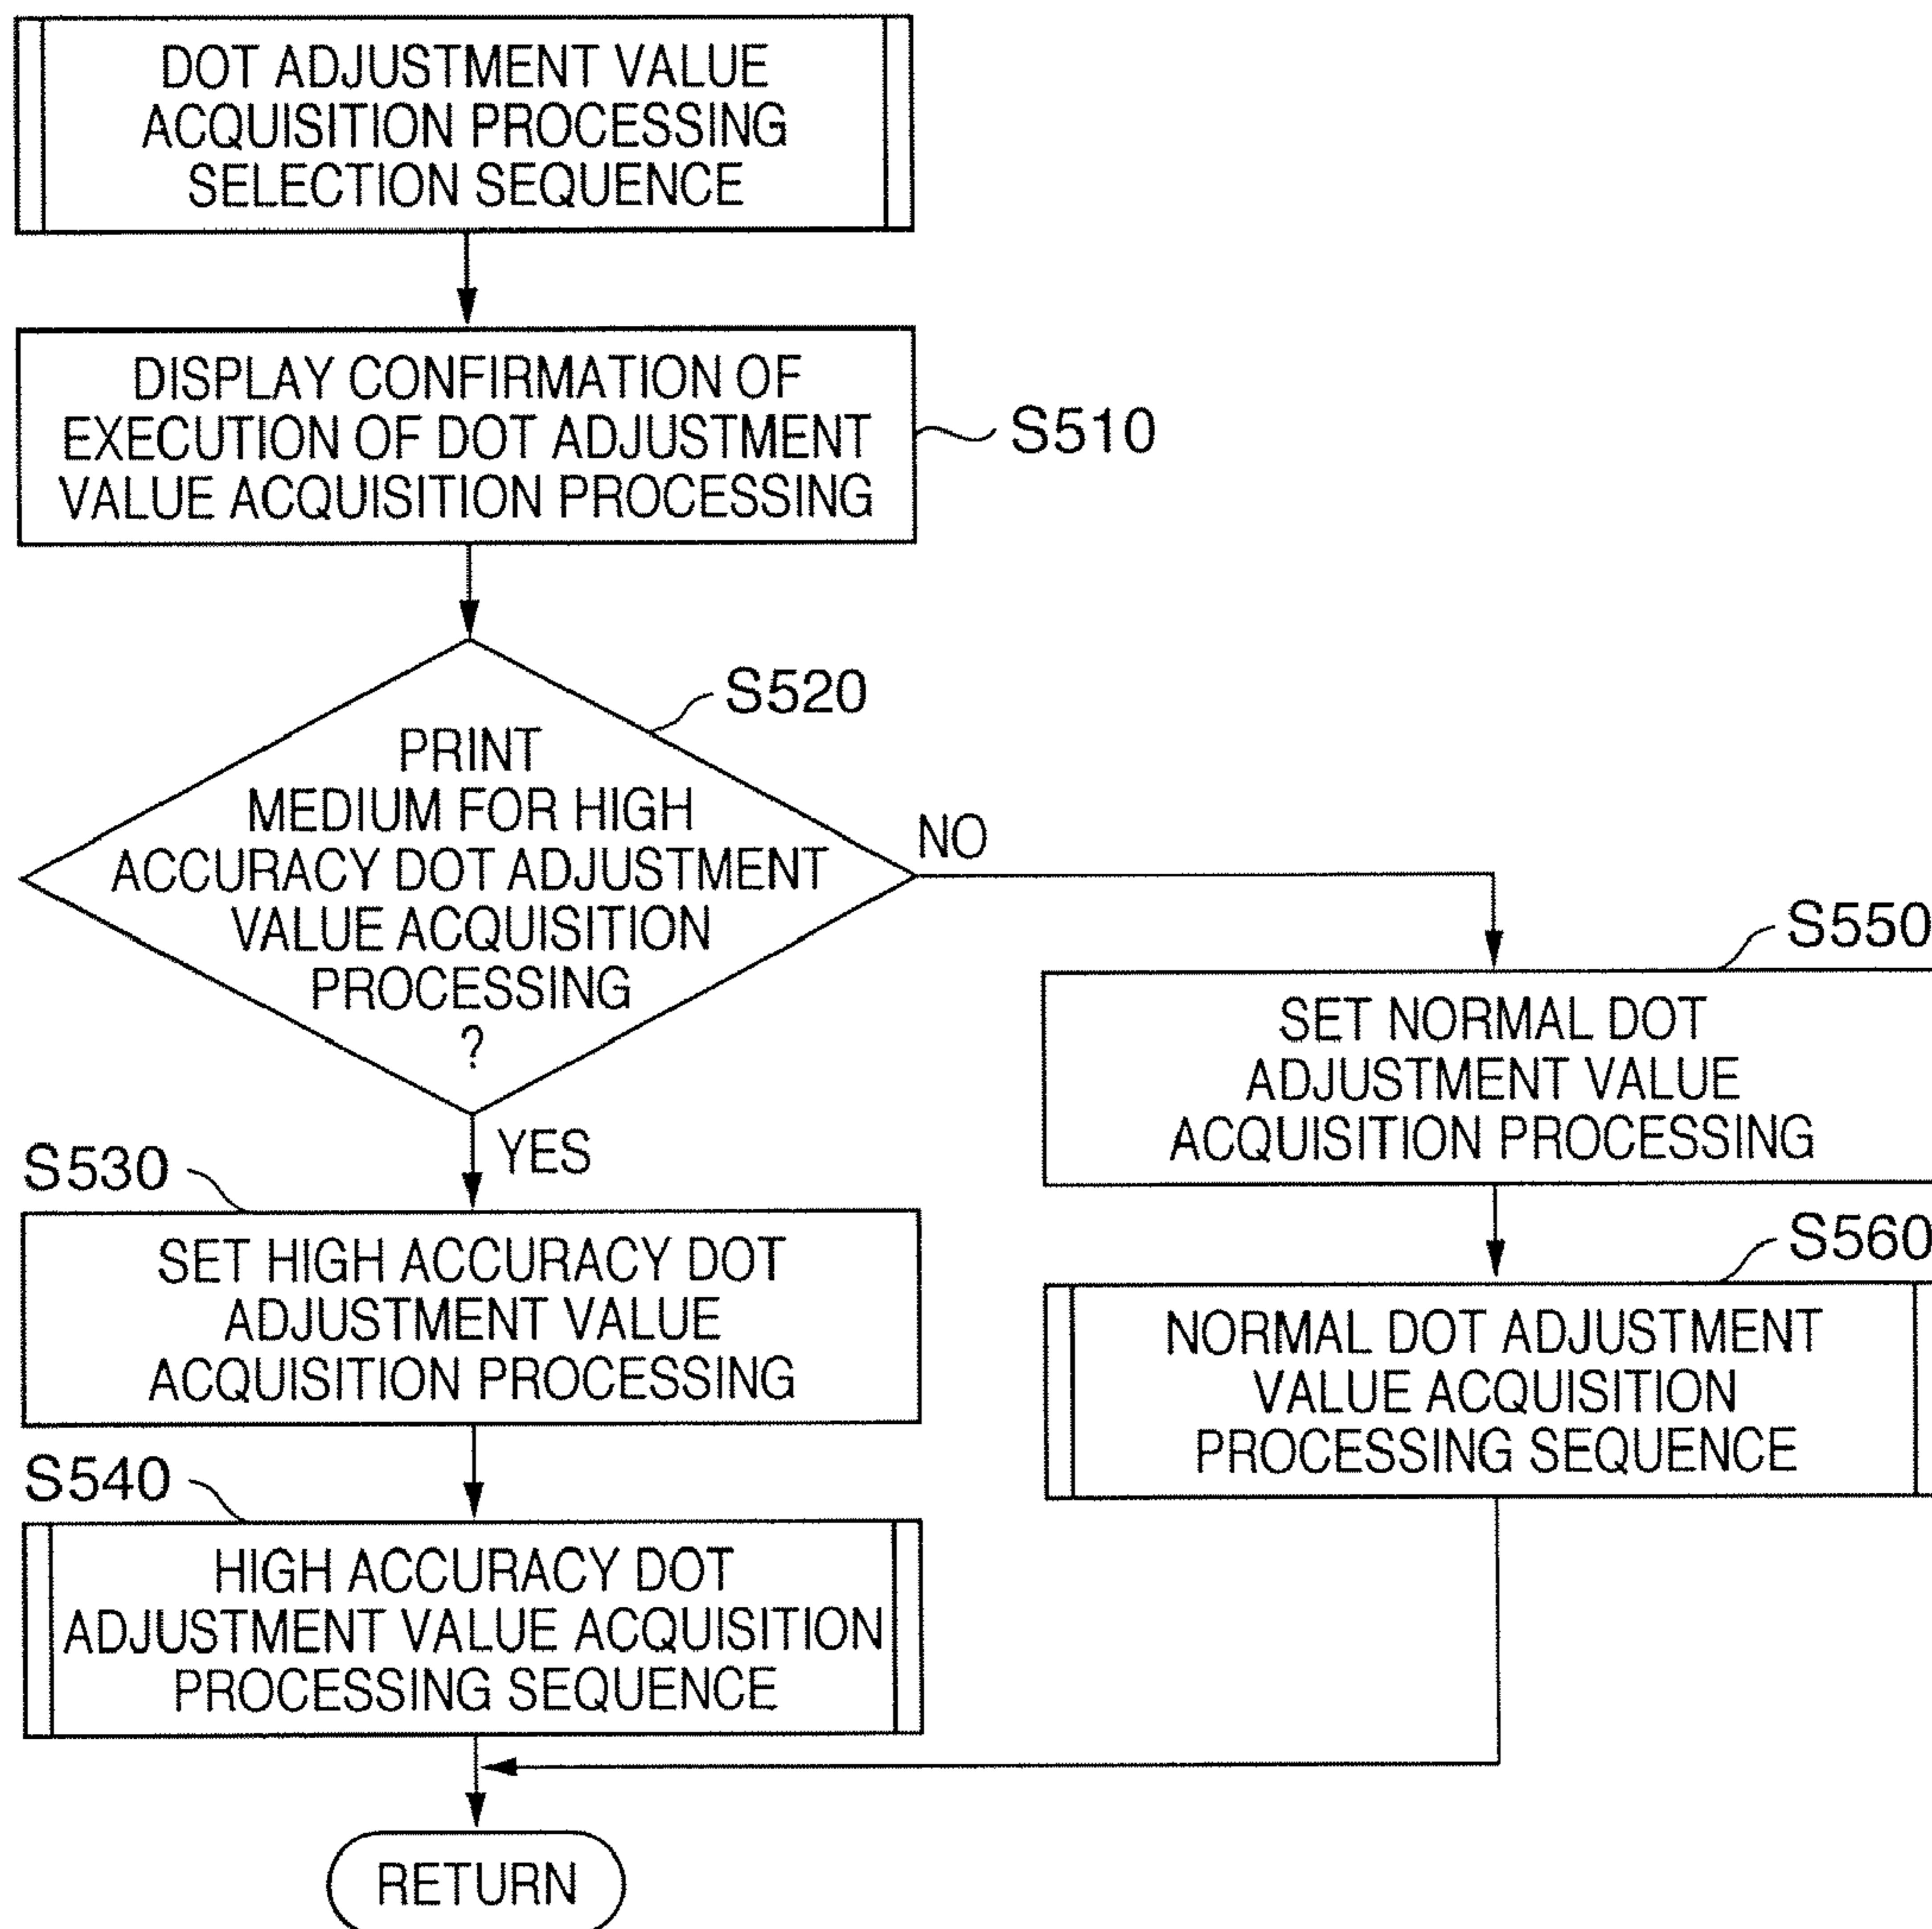 DOT ADJUSTMENT VALUE
ACQUISITION PROCESSING
SELECTION SEQUENCE
DISPLAY CONFIRMATION OF
EXECUTION OF DOT ADJUSTMENT
VALUE ACQUISITION PROCESSING
S510
S520
PRINT
MEDIUM FOR HIGH
ACCURACY DOT ADJUSTMENT
VALUE ACQUISITION
PROCESSING
?
NO
YES
S530
SET HIGH ACCURACY DOT
ADJUSTMENT VALUE
ACQUISITION PROCESSING
S540
HIGH ACCURACY DOT
ADJUSTMENT VALUE ACQUISITION
PROCESSING SEQUENCE
S550
SET NORMAL DOT
ADJUSTMENT VALUE
ACQUISITION PROCESSING
S560
NORMAL DOT ADJUSTMENT
VALUE ACQUISITION
PROCESSING SEQUENCE
RETURN